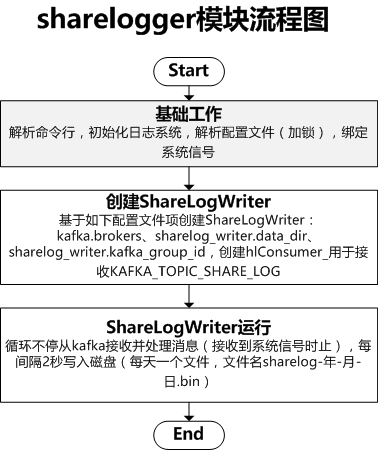 sharelogger模块流程图
Start
基础工作
解析命令行，初始化日志系统，解析配置文件（加锁），绑定
系统信号
创建ShareLogWriter
基于如下配置文件项创建ShareLogWriter：
kafka.brokers、sharelog_writer.data_dir、
sharelog_writer.kafka_group_id，创建hlConsumer_用于接
收KAFKA_TOPIC_SHARE_LOG
ShareLogWriter运行
循环不停从kafka接收并处理消息（接收到系统信号时止），每
间隔2秒写入磁盘（每天一个文件，文件名sharelog-年-月-
日.bin）
End